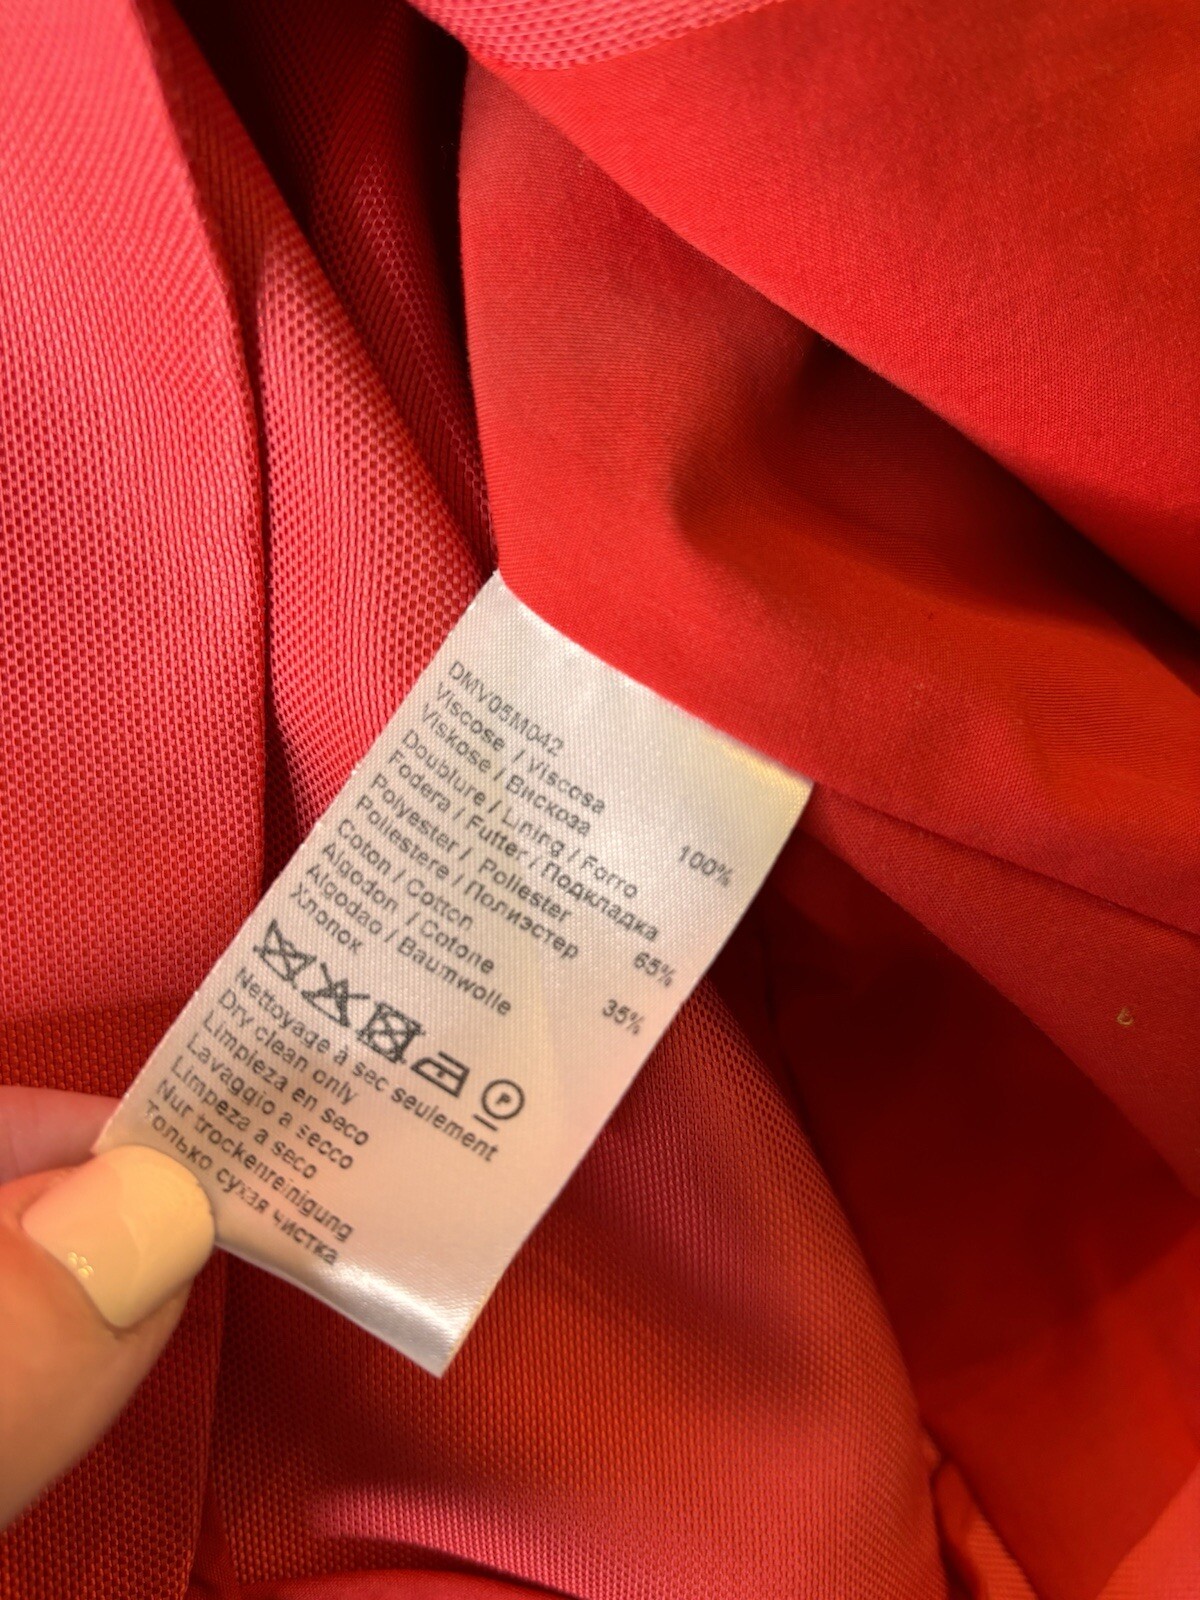 DMV05M042
Viscose / Viscosa
Viskose / Вискоза 100%
Doublure / Lining / Forro
Fodera / Futter / Подкладка
Polyester / Poliester
Poliestere / Полиэстер 65%
Coton / Cotton
Algodon / Cotone 35%
Algodao / Baumwolle
Хлопок
P
Nettoyage à sec seulement
Dry clean only
Limpieza en seco
Lavaggio a secco
Limpeza a seco
Nur trockenreinigung
Только сухая чистка